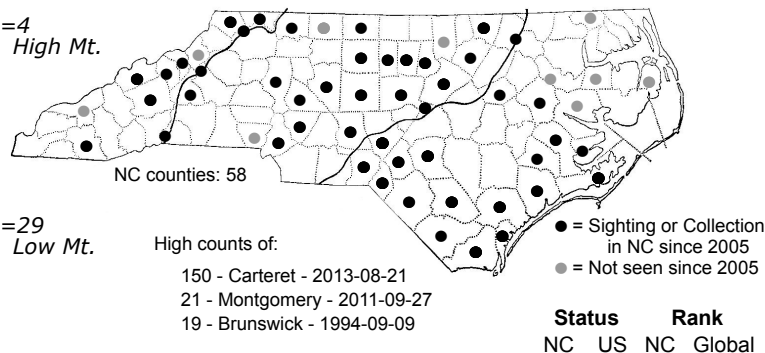 =4
High Mt.
NC counties: 58
=29
Low Mt.
High counts of:
150 - Carteret - 2013-08-21
21 - Montgomery - 2011-09-27
19 - Brunswick - 1994-09-09
= Sighting or Collection
in NC since 2005
= Not seen since 2005
Status Rank
NC US NC Global